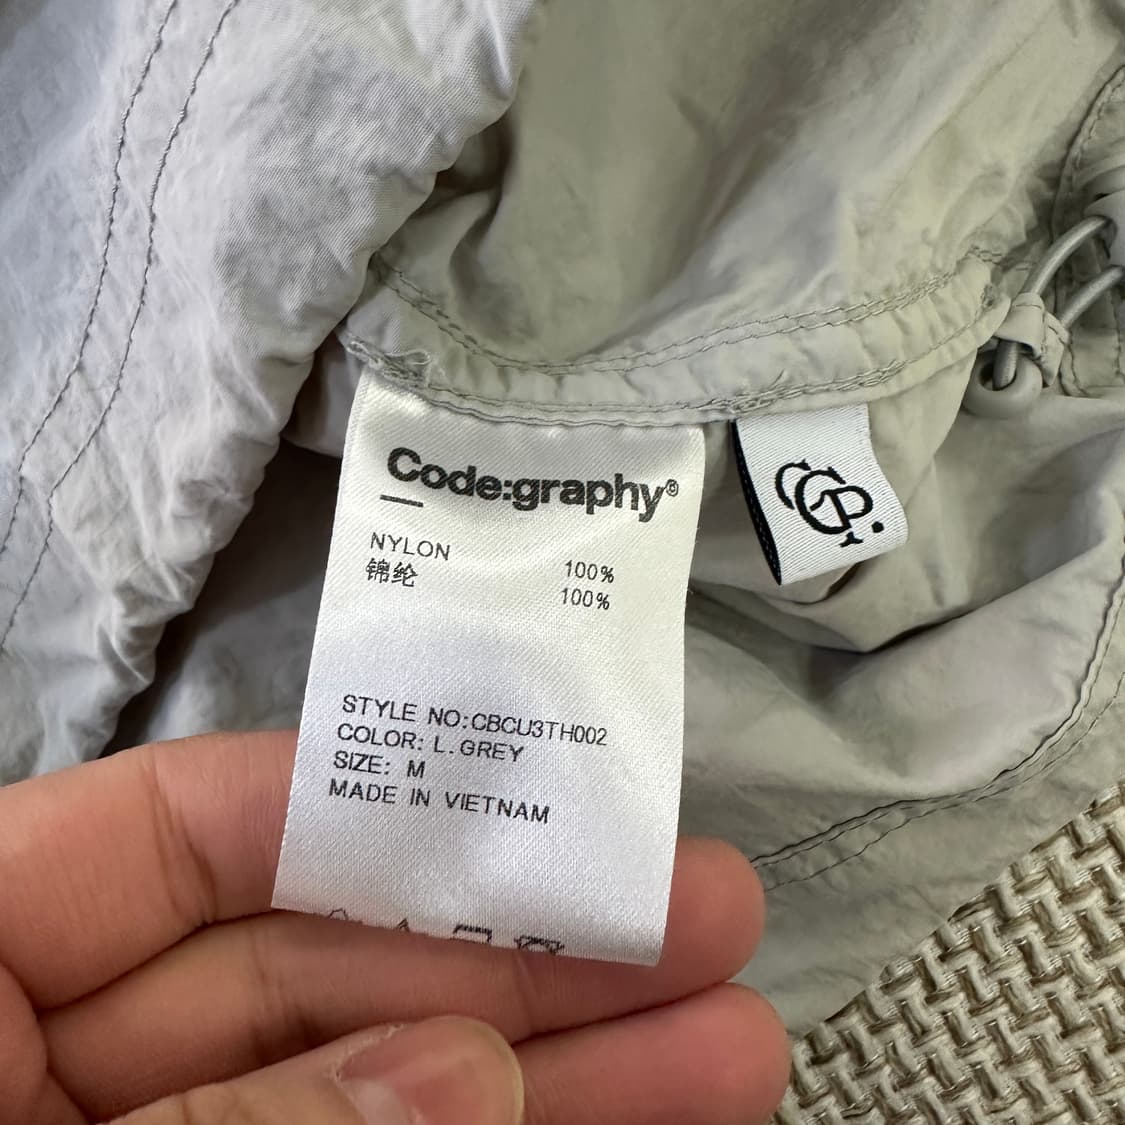 Code:graphy©
CGP.
NYLON 100%
锦纶 100%
STYLE NO:CBCU3TH002
COLOR: L.GREY
SIZE: M
MADE IN VIETNAM